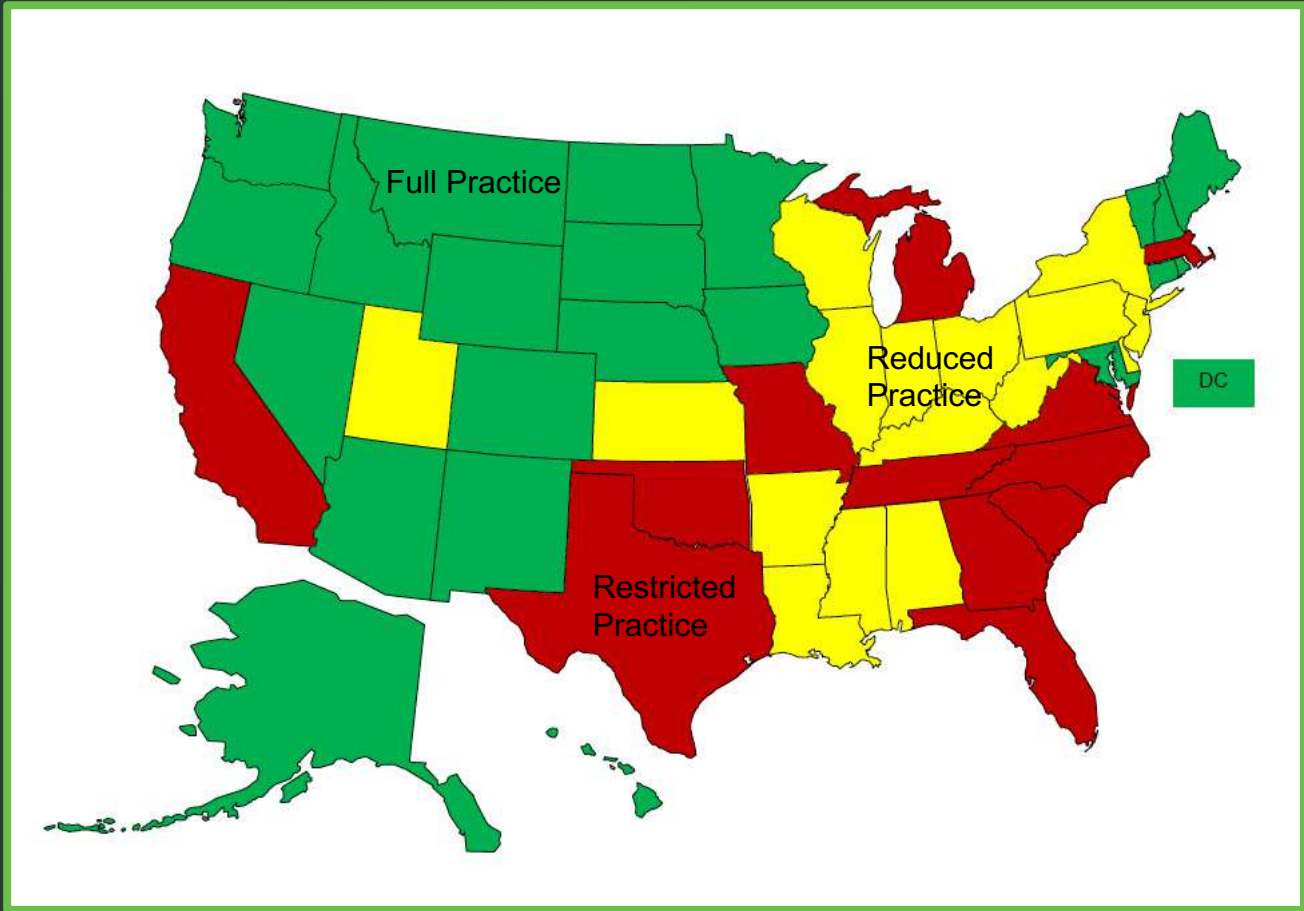 Full Practice
Reduced
Practice
DC
Restricted
Practice